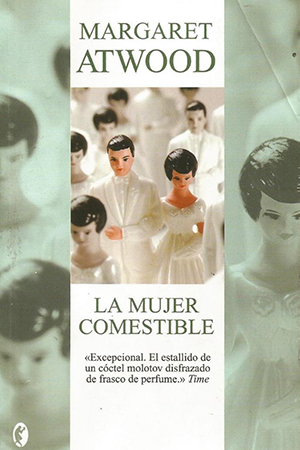 MARGARET
ATWOOD
LA MUJER
COMESTIBLE
«Excepcional. El estallido de
un cóctel molotov disfrazado
de frasco de perfume.» Time